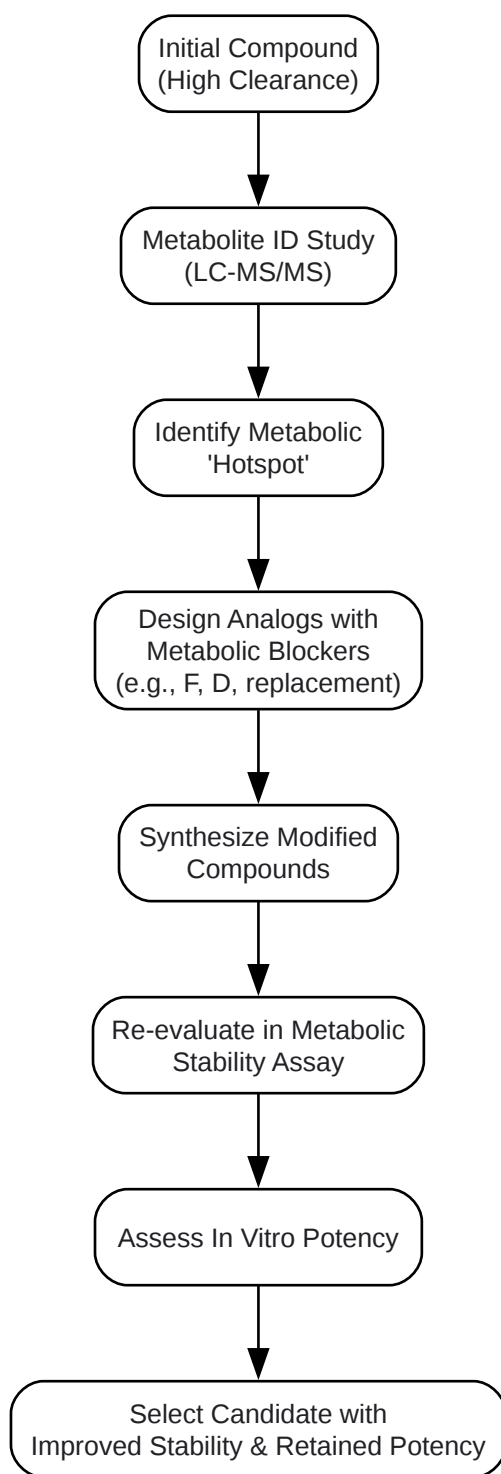 Initial Compound
(High Clearance)
Metabolite ID Study
(LC-MS/MS)
Identify Metabolic
'Hotspot'
Design Analogs with
Metabolic Blockers
(e.g., F, D, replacement)
Synthesize Modified
Compounds
Re-evaluate in Metabolic
Stability Assay
Assess In Vitro Potency
Select Candidate with
Improved Stability & Retained Potency